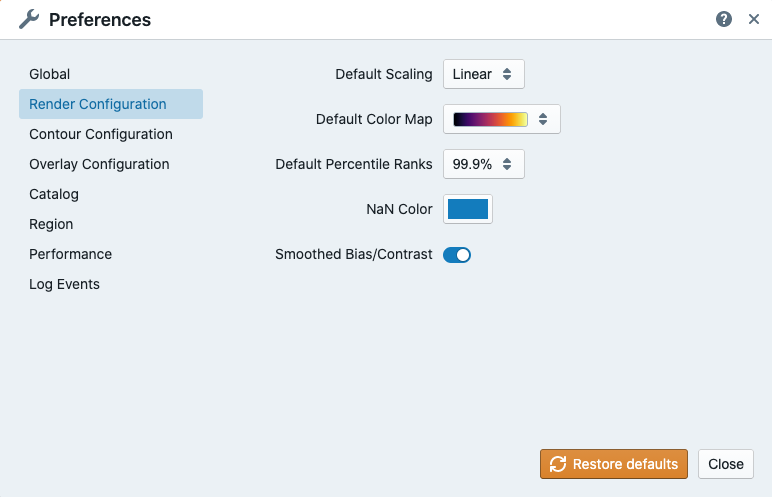 Preferences
Global
Render Configuration
Contour Configuration
Overlay Configuration
Catalog
Region
Performance
Log Events
Default Scaling Linear
Default Color Map
Default Percentile Ranks 99.9%
NaN Color
Smoothed Bias/Contrast
Restore defaults Close